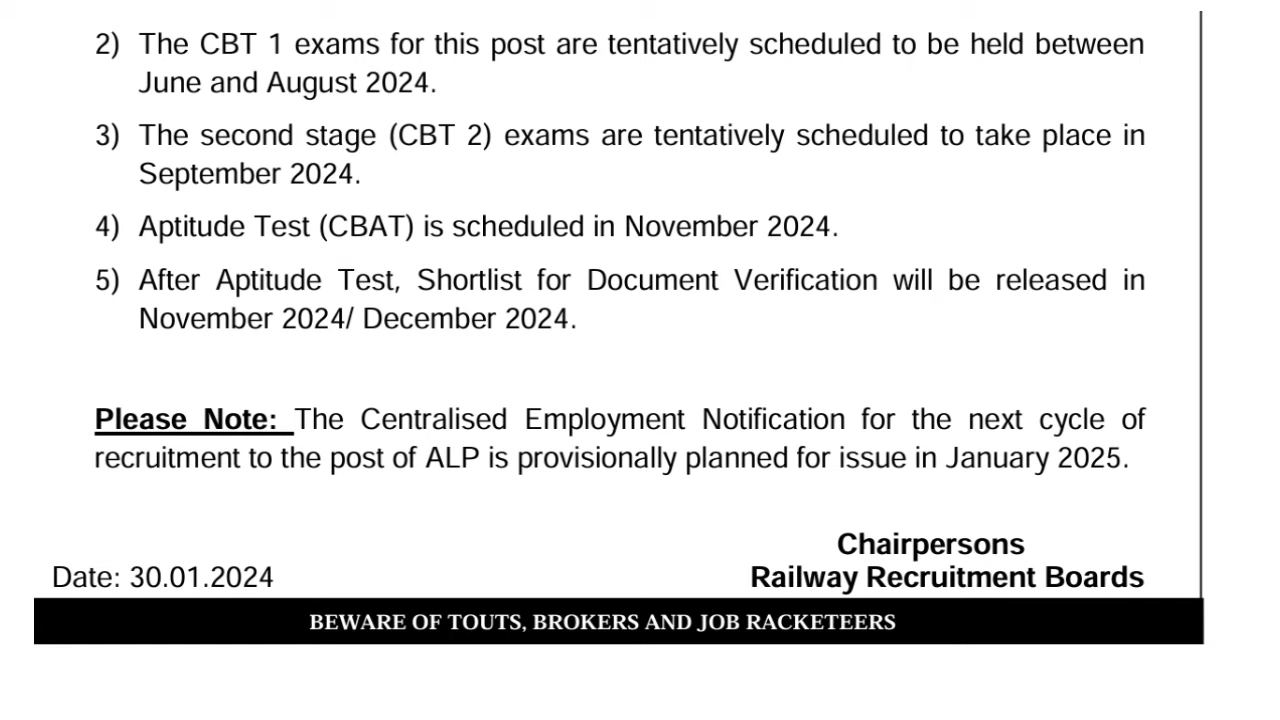 2) The CBT 1 exams for this post are tentatively scheduled to be held between
June and August 2024.
3) The second stage (CBT 2) exams are tentatively scheduled to take place in
September 2024.
4) Aptitude Test (CBAT) is scheduled in November 2024.
5) After Aptitude Test, Shortlist for Document Verification will be released in
November 2024/ December 2024.
Please Note: The Centralised Employment Notification for the next cycle of
recruitment to the post of ALP is provisionally planned for issue in January 2025.
Chairpersons
Date: 30.01.2024 Railway Recruitment Boards
BEWARE OF TOUTS, BROKERS AND JOB RACKETEERS